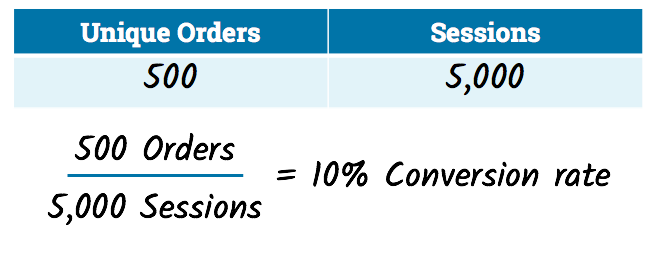 Unique Orders Sessions
500 5,000
500 Orders
5,000 Sessions
= 10% Conversion rate